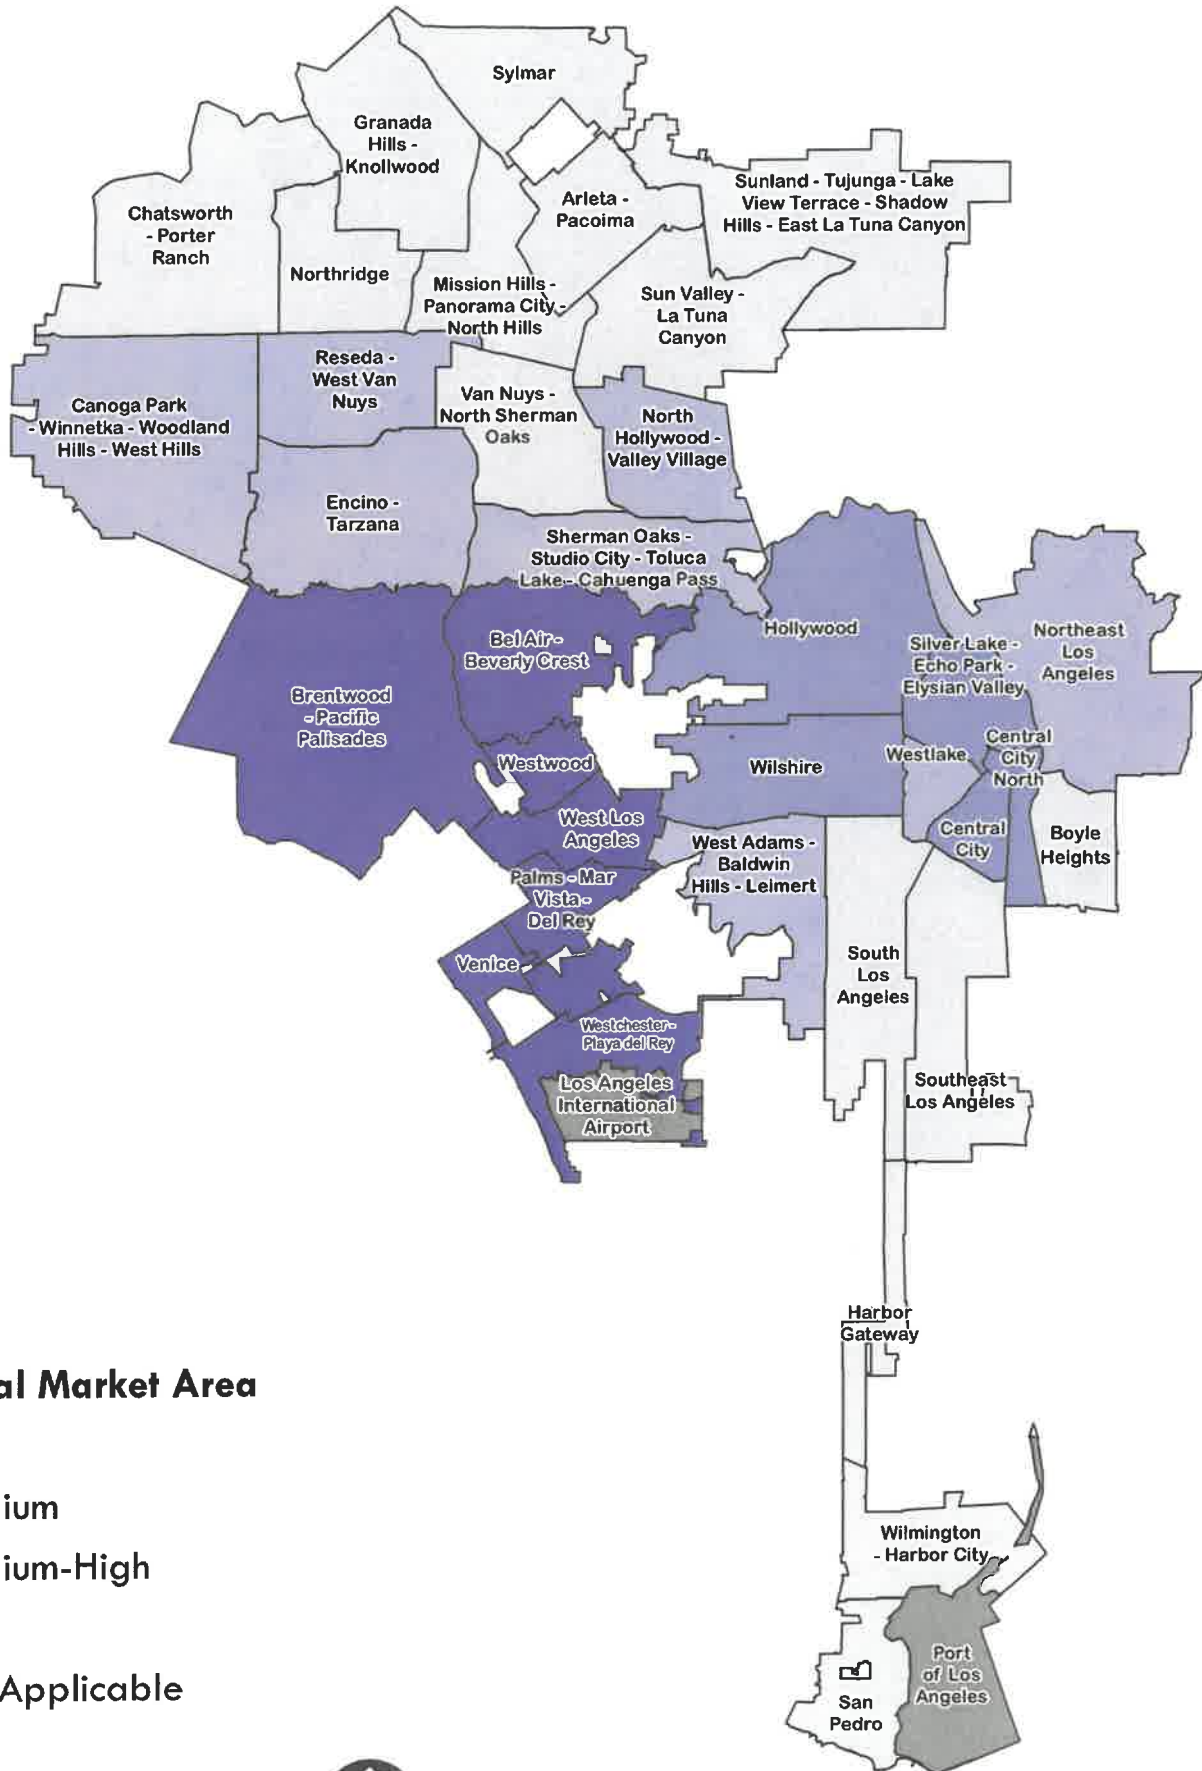 Sylmar
Granada
Hills -
Knollwood
Arleta -
Pacoima
Sunland - Tujunga - Lake
View Terrace - Shadow
Hills - East La Tuna Canyon
Chatsworth
- Porter
Ranch
Northridge
Mission Hills -
Panorama City -
North Hills
Sun Valley -
La Tuna
Canyon
Reseda -
West Van
Nuys
Canoga Park
- Winnetka - Woodland
Hills - West Hills
Van Nuys -
North Sherman
Oaks
North
Hollywood -
Valley Village
Encino -
Tarzana
Sherman Oaks -
Studio City - Toluca
Lake - Cahuenga Pass
Bel Air -
Beverly Crest
Hollywood
Silver Lake -
Echo Park -
Elysian Valley
Northeast
Los
Angeles
Brentwood
- Pacific
Palisades
Westwood
Wilshire
Westlake
Central
City
North
West Los
Angeles
West Adams -
Baldwin
Hills - Leimert
Central
City
Boyle
Heights
Palms - Mar
Vista -
Del Rey
Venice
South
Los
Angeles
Westchester -
Playa del Rey
Los Angeles
International
Airport
Southeast
Los Angeles
Harbor
Gateway
al Market Area
ium
ium-High
Applicable
Wilmington
- Harbor City
Port
of Los
Angeles
San
Pedro